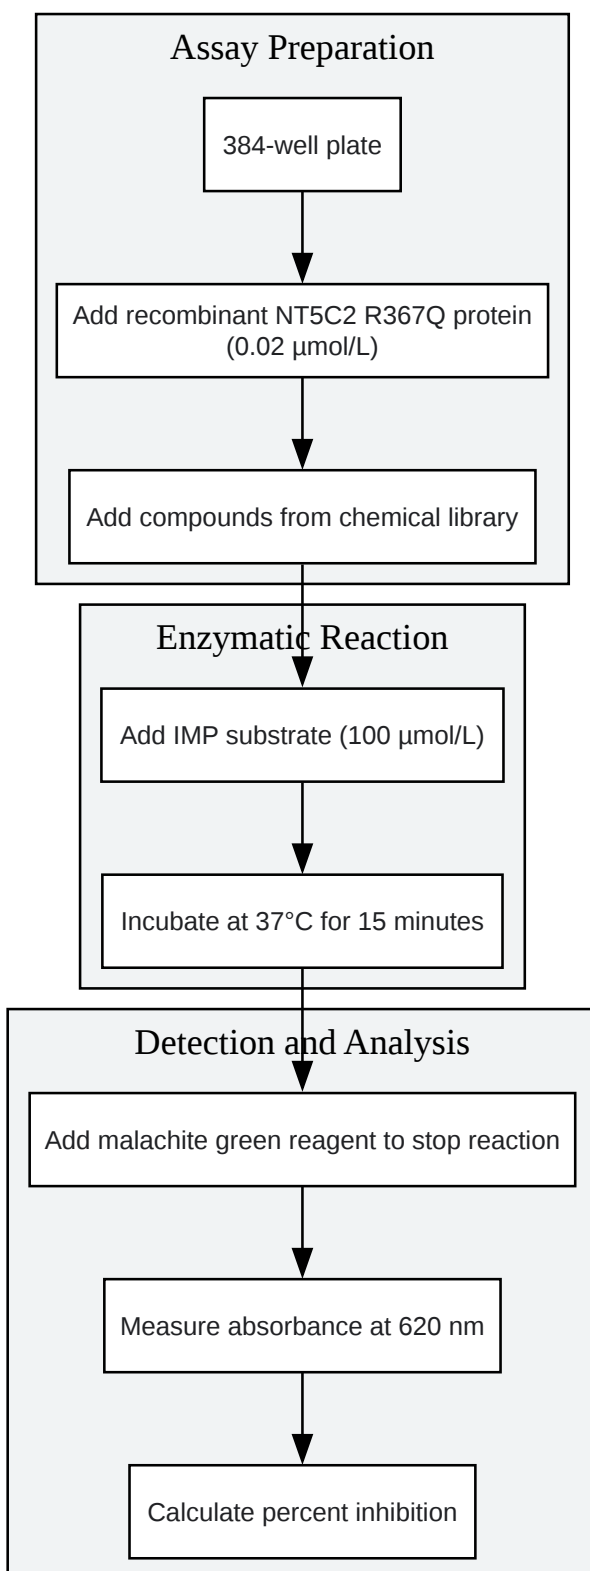 Assay Preparation
384-well plate
Add recombinant NT5C2 R367Q protein
(0.02 µmol/L)
Add compounds from chemical library
Enzymatic Reaction
Add IMP substrate (100 µmol/L)
Incubate at 37°C for 15 minutes
Detection and Analysis
Add malachite green reagent to stop reaction
Measure absorbance at 620 nm
Calculate percent inhibition